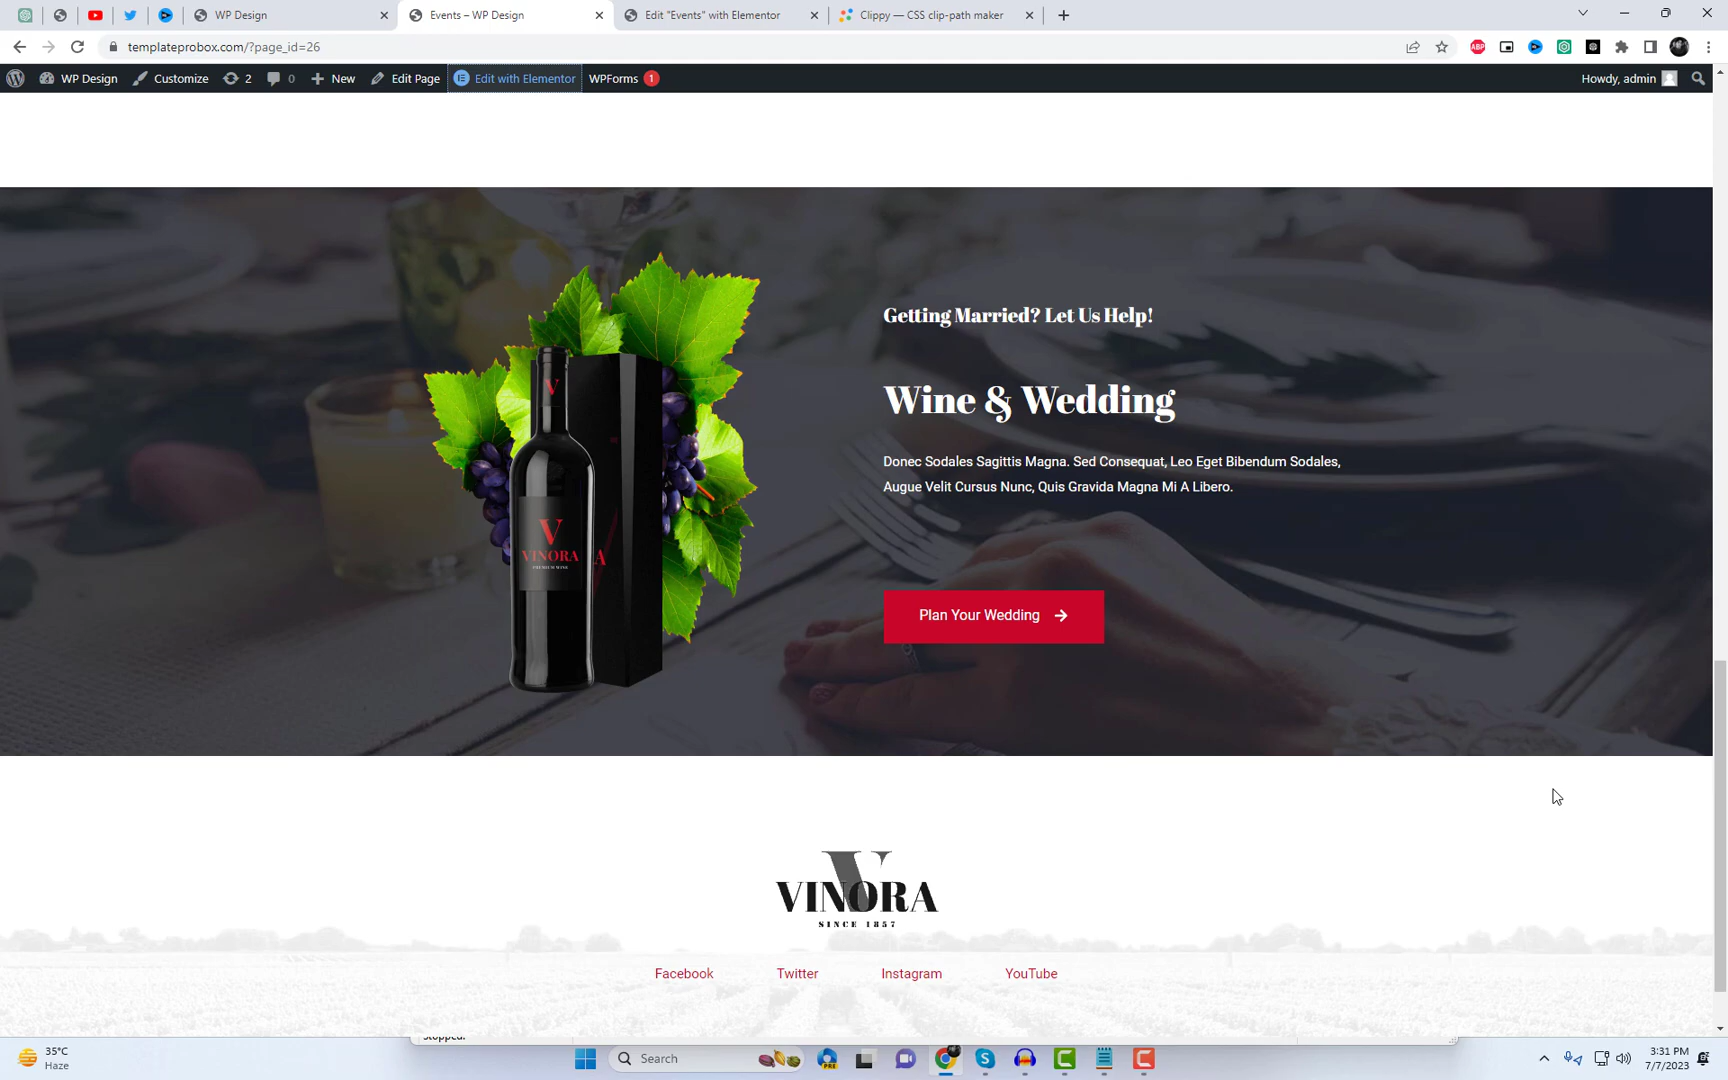 WP Design
Events – WP Design
Edit "Events" with Elementor
Clippy — CSS clip-path maker
templateprobox.com/?page_id=26
ABP
WP Design
Customize
2
0
New
Edit Page
Edit with Elementor
WPForms
1
Howdy, admin
Getting Married? Let Us Help!
Wine & Wedding
Donec Sodales Sagittis Magna. Sed Consequat, Leo Eget Bibendum Sodales,
Augue Velit Cursus Nunc, Quis Gravida Magna Mi A Libero.
Plan Your Wedding
V
V
VINORA
PREMIUM WINE
A
V
VINORA
SINCE 1857
Facebook
Twitter
Instagram
YouTube
Stopped.
35°C
Haze
Search
PRE
3:31 PM
7/7/2023